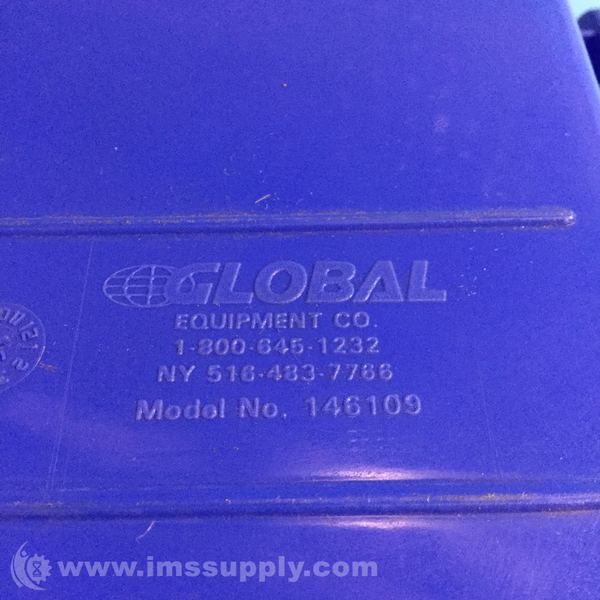 GLOBAL
EQUIPMENT CO.
1-800-645-1232
NY 516-483-7766
Model No. 146109
www.imssupply.com